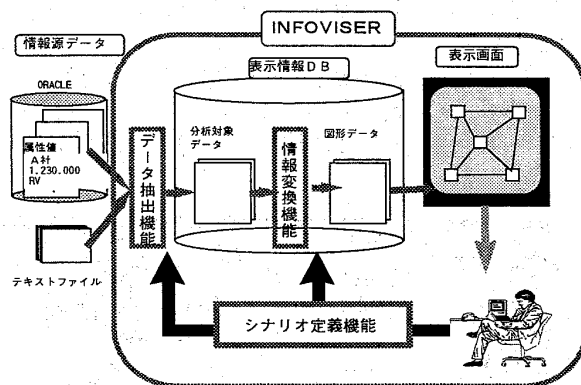 INFOVISER
情報源データ
表示情報DB
表示画面
ORACLE
属性値
A社
1,230,000
RV
テキストファイル
データ抽出機能
分析対象
データ
情報変換機能
図形データ
シナリオ定義機能